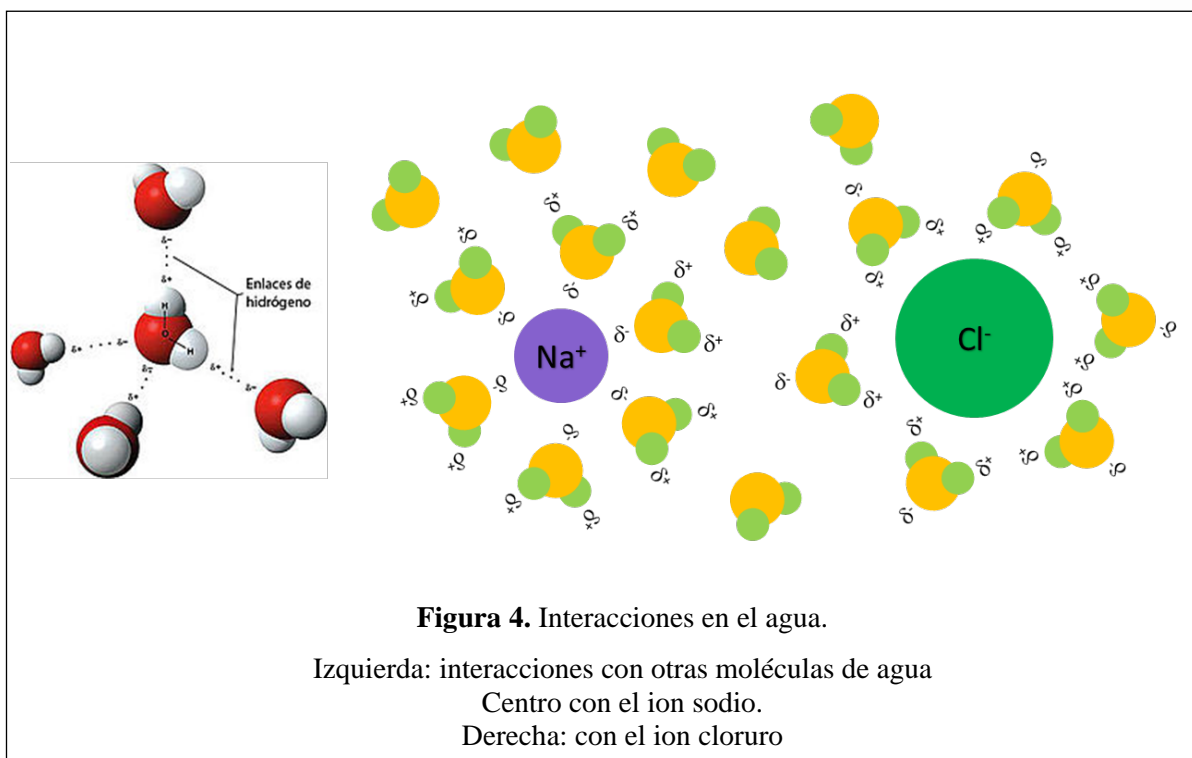 δ-
δ+
Enlaces de
hidrógeno
H
O
H
δ+
δ-
δ+
δ-
δ+
δ+ δ+
δ-
δ+
δ+
δ-
δ+
δ- δ+
Na⁺
δ-
δ+
δ+
δ-
δ+
δ+
δ-
δ+
δ+
δ-
δ+
δ+
δ-
δ+
δ- δ+
Cl⁻
δ-
δ+
δ+
δ+
δ-
δ+
δ+
δ+
δ-
δ+
δ+
δ-
Figura 4. Interacciones en el agua.
Izquierda: interacciones con otras moléculas de agua
Centro con el ion sodio.
Derecha: con el ion cloruro